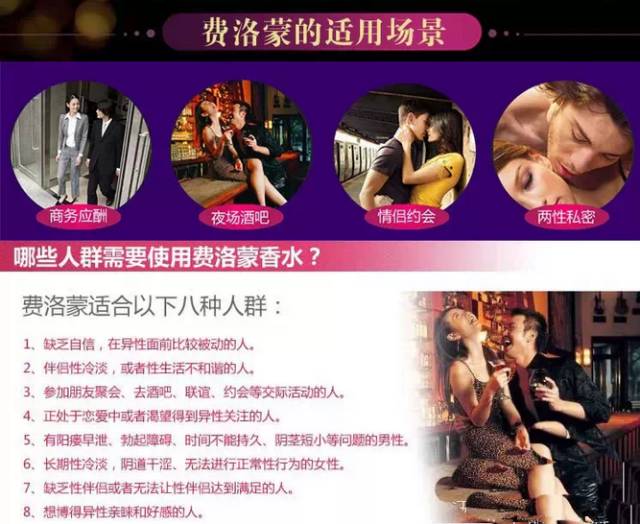 费洛蒙的适用场景
商务应酬
夜场酒吧
情侣约会
两性私密
哪些人群需要使用费洛蒙香水？
费洛蒙适合以下八种人群：
1、缺乏自信，在异性面前比较被动的人。
2、伴侣性冷淡，或者性生活不和谐的人。
3、参加朋友聚会、去酒吧、联谊、约会等交际活动的人。
4、正处于恋爱中或者渴望得到异性关注的人。
5、有阳痿早泄、勃起障碍、时间不能持久、阴茎短小等问题的男性。
6、长期性冷淡，阴道干涩、无法进行正常性行为的女性。
7、缺乏性伴侣或者无法让性伴侣达到满足的人。
8、想博得异性亲睐和好感的人。